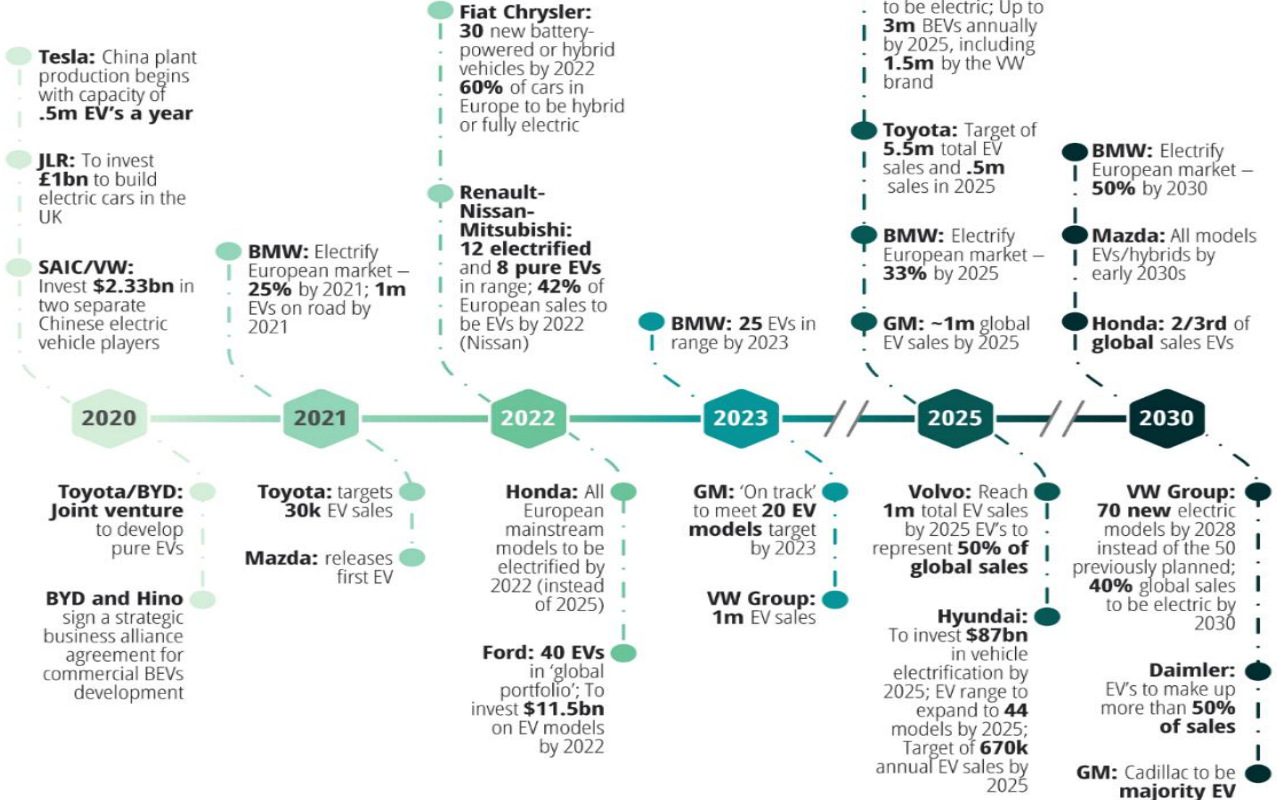 Tesla: China plant
production begins
with capacity of
.5m EV's a year
JLR: To invest
£1bn to build
electric cars in the
UK
SAIC/VW:
Invest $2.33bn in
two separate
Chinese electric
vehicle players
BMW: Electrify
European market –
25% by 2021; 1m
EVs on road by
2021
Fiat Chrysler:
30 new battery-
powered or hybrid
vehicles by 2022
60% of cars in
Europe to be hybrid
or fully electric
Renault-
Nissan-
Mitsubishi:
12 electrified
and 8 pure EVs
in range; 42% of
European sales to
be EVs by 2022
(Nissan)
BMW: 25 EVs in
range by 2023
to be electric; Up to
3m BEVs annually
by 2025, including
1.5m by the VW
brand
Toyota: Target of
5.5m total EV
sales and .5m
sales in 2025
BMW: Electrify
European market –
33% by 2025
GM: ~1m global
EV sales by 2025
BMW: Electrify
European market –
50% by 2030
Mazda: All models
EVs/hybrids by
early 2030s
Honda: 2/3rd of
global sales EVs
2020
2021
2022
2023
2025
2030
Toyota/BYD:
Joint venture
to develop
pure EVs
BYD and Hino
sign a strategic
business alliance
agreement for
commercial BEVs
development
Toyota: targets
30k EV sales
Mazda: releases
first EV
Honda: All
European
mainstream
models to be
electrified by
2022 (instead
of 2025)
Ford: 40 EVs
in 'global
portfolio'; To
invest $11.5bn
on EV models
by 2022
GM: 'On track'
to meet 20 EV
models target
by 2023
VW Group:
1m EV sales
Volvo: Reach
1m total EV sales
by 2025 EV's to
represent 50% of
global sales
Hyundai:
To invest $87bn
in vehicle
electrification by
2025; EV range to
expand to 44
models by 2025;
Target of 670k
annual EV sales by
2025
VW Group:
70 new electric
models by 2028
instead of the 50
previously planned;
40% global sales
to be electric by
2030
Daimler:
EV's to make up
more than 50%
of sales
GM: Cadillac to be
majority EV